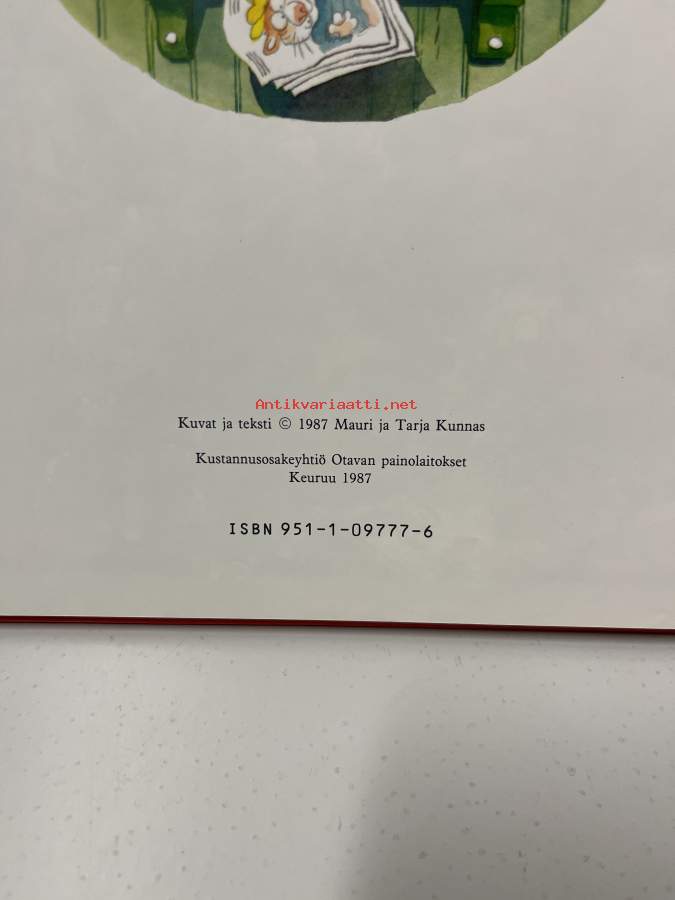 Antikvariaatti.net
Kuvat ja teksti © 1987 Mauri ja Tarja Kunnas
Kustannusosakeyhtiö Otavan painolaitokset
Keuruu 1987
ISBN 951-1-09777-6